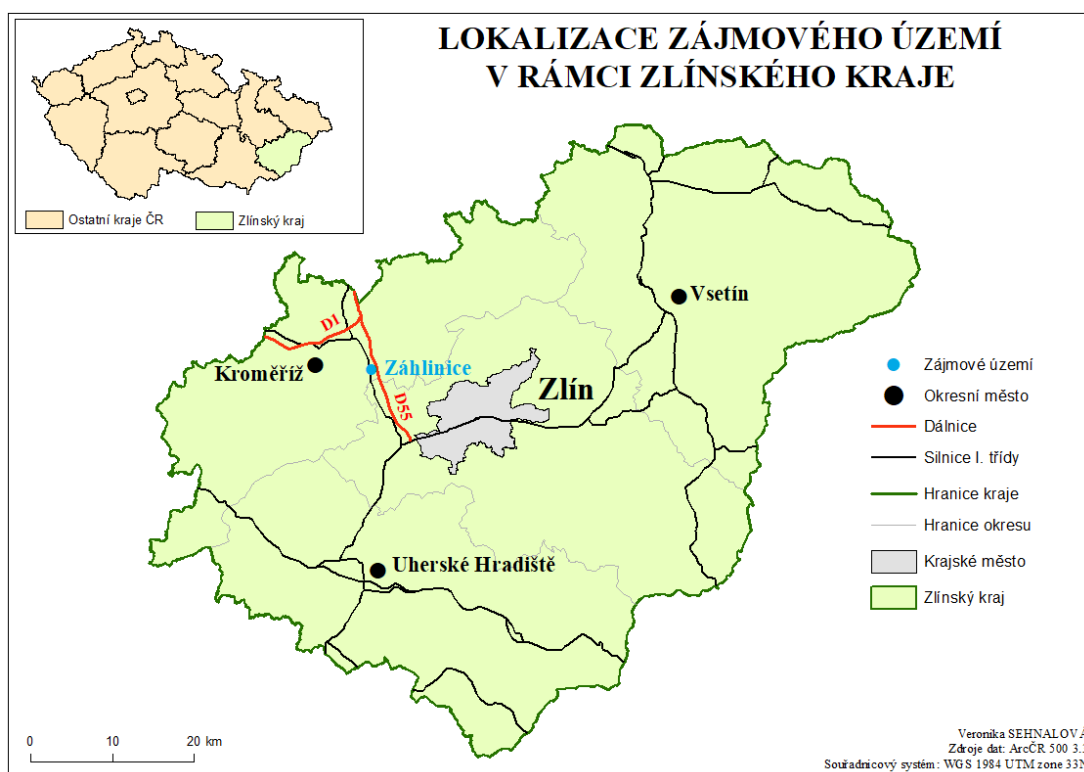 LOKALIZACE ZÁJMOVÉHO ÚZEMÍ
V RÁMCI ZLÍNSKÉHO KRAJE
Ostatní kraje ČR
Zlínský kraj
Vsetín
D1
Kroměříž
Záhlinice
Zlín
D55
Uherské Hradiště
Zájmové území
Okresní město
Dálnice
Silnice I. třídy
Hranice kraje
Hranice okresu
Krajské město
Zlínský kraj
0 10 20 km
Veronika SEHNALOVÁ
Zdroje dat: ArcČR 500 3.
Souřadnicový systém: WGS 1984 UTM zone 33N